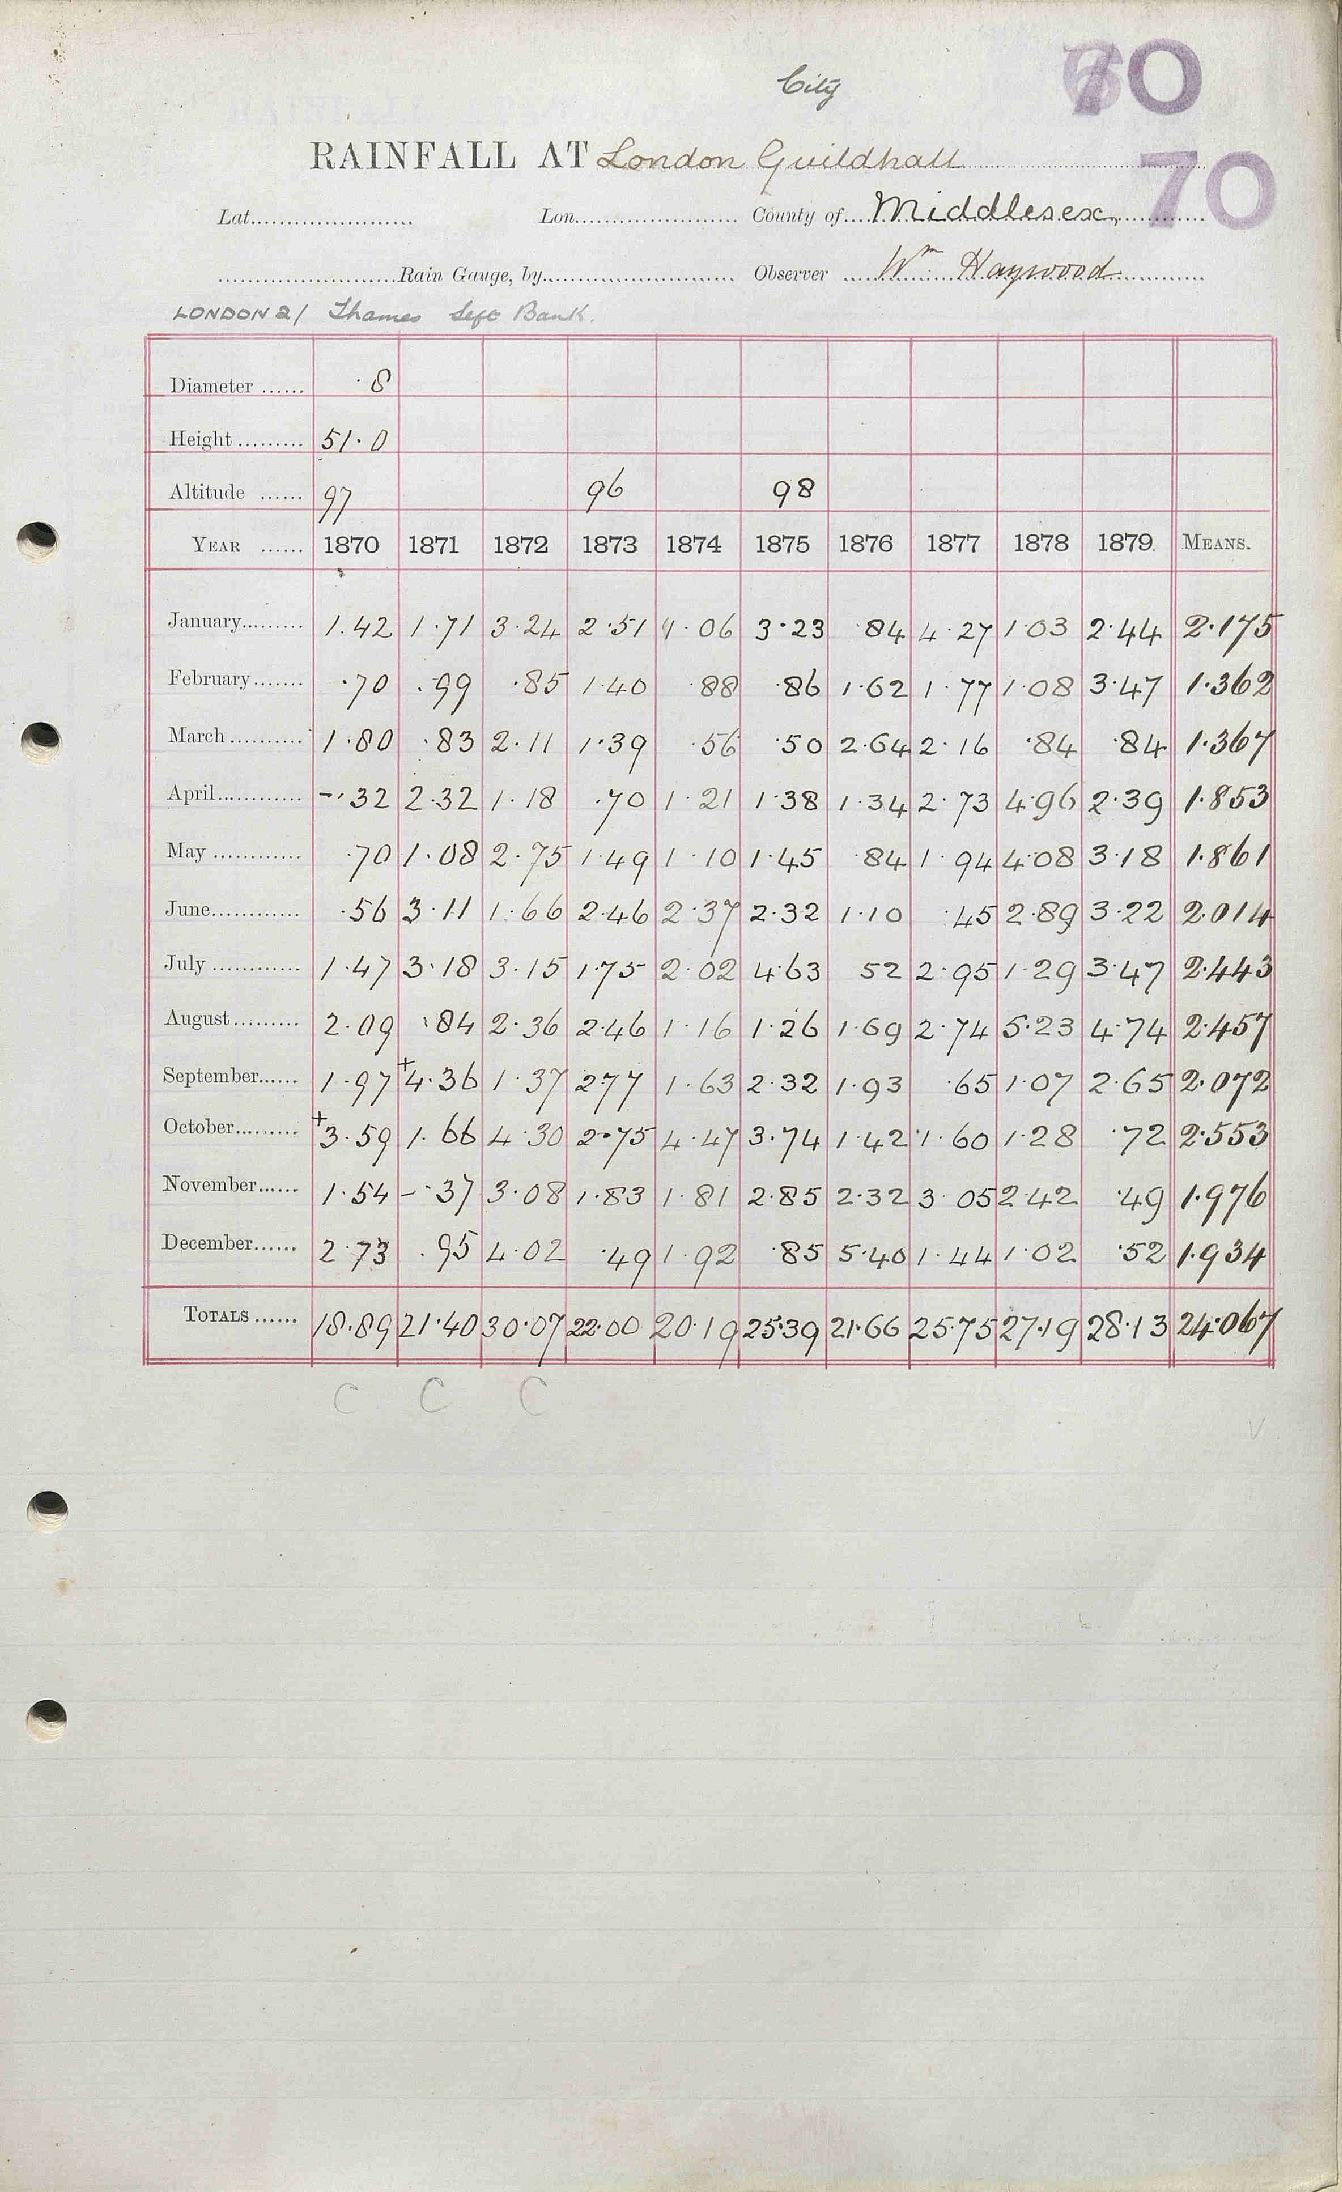 City
70
RAINFALL AT London Guildhall
70
Lat. Lon. County of Middlesex
Rain Gauge, by Observer Wm Haywood
LONDON 2/ Thames Left Bank.
Diameter ...... ·8
Height ......... 51·0
Altitude ...... 97 96 98
YEAR ...... 1870 1871 1872 1873 1874 1875 1876 1877 1878 1879 MEANS.
January......... 1.42 1·71 3·24 2·51 1·06 3·23 ·84 4·27 1·03 2·44 2·175
February....... ·70 ·99 ·85 1·40 ·88 ·86 1·62 1·77 1·08 3·47 1·362
March .......... 1·80 ·83 2·11 1·39 ·56 ·50 2·64 2·16 ·84 ·84 1·367
April............ -·32 2·32 1·18 ·70 1·21 1·38 1·34 2·73 4·96 2·39 1·853
May ............ ·70 1·08 2·75 1·49 1·10 1·45 ·84 1·94 4·08 3·18 1·861
June............ ·56 3·11 1·66 2·46 2·37 2·32 1·10 ·45 2·89 3·22 2·014
July ............ 1·47 3·18 3·15 1·75 2·02 4·63 52 2·95 1·29 3·47 2·443
August ......... 2·09 ·84 2·36 2·46 1·16 1·26 1·69 2·74 5·23 4·74 2·457
September...... 1·97 +4·36 1·37 2·77 1·63 2·32 1·93 ·65 1·07 2·65 2·072
October......... +3·59 1·66 4·30 2·75 4·47 3·74 1·42 1·60 1·28 ·72 2·553
November...... 1·54 -·37 3·08 1·83 1·81 2·85 2·32 3·05 2·42 ·49 1·976
December...... 2·73 ·95 4·02 ·49 1·92 ·85 5·40 1·44 1·02 ·52 1·934
TOTALS ...... 18·89 21·40 30·07 22·00 20·19 25·39 21·66 25·75 27·19 28·13 24·067
C C C